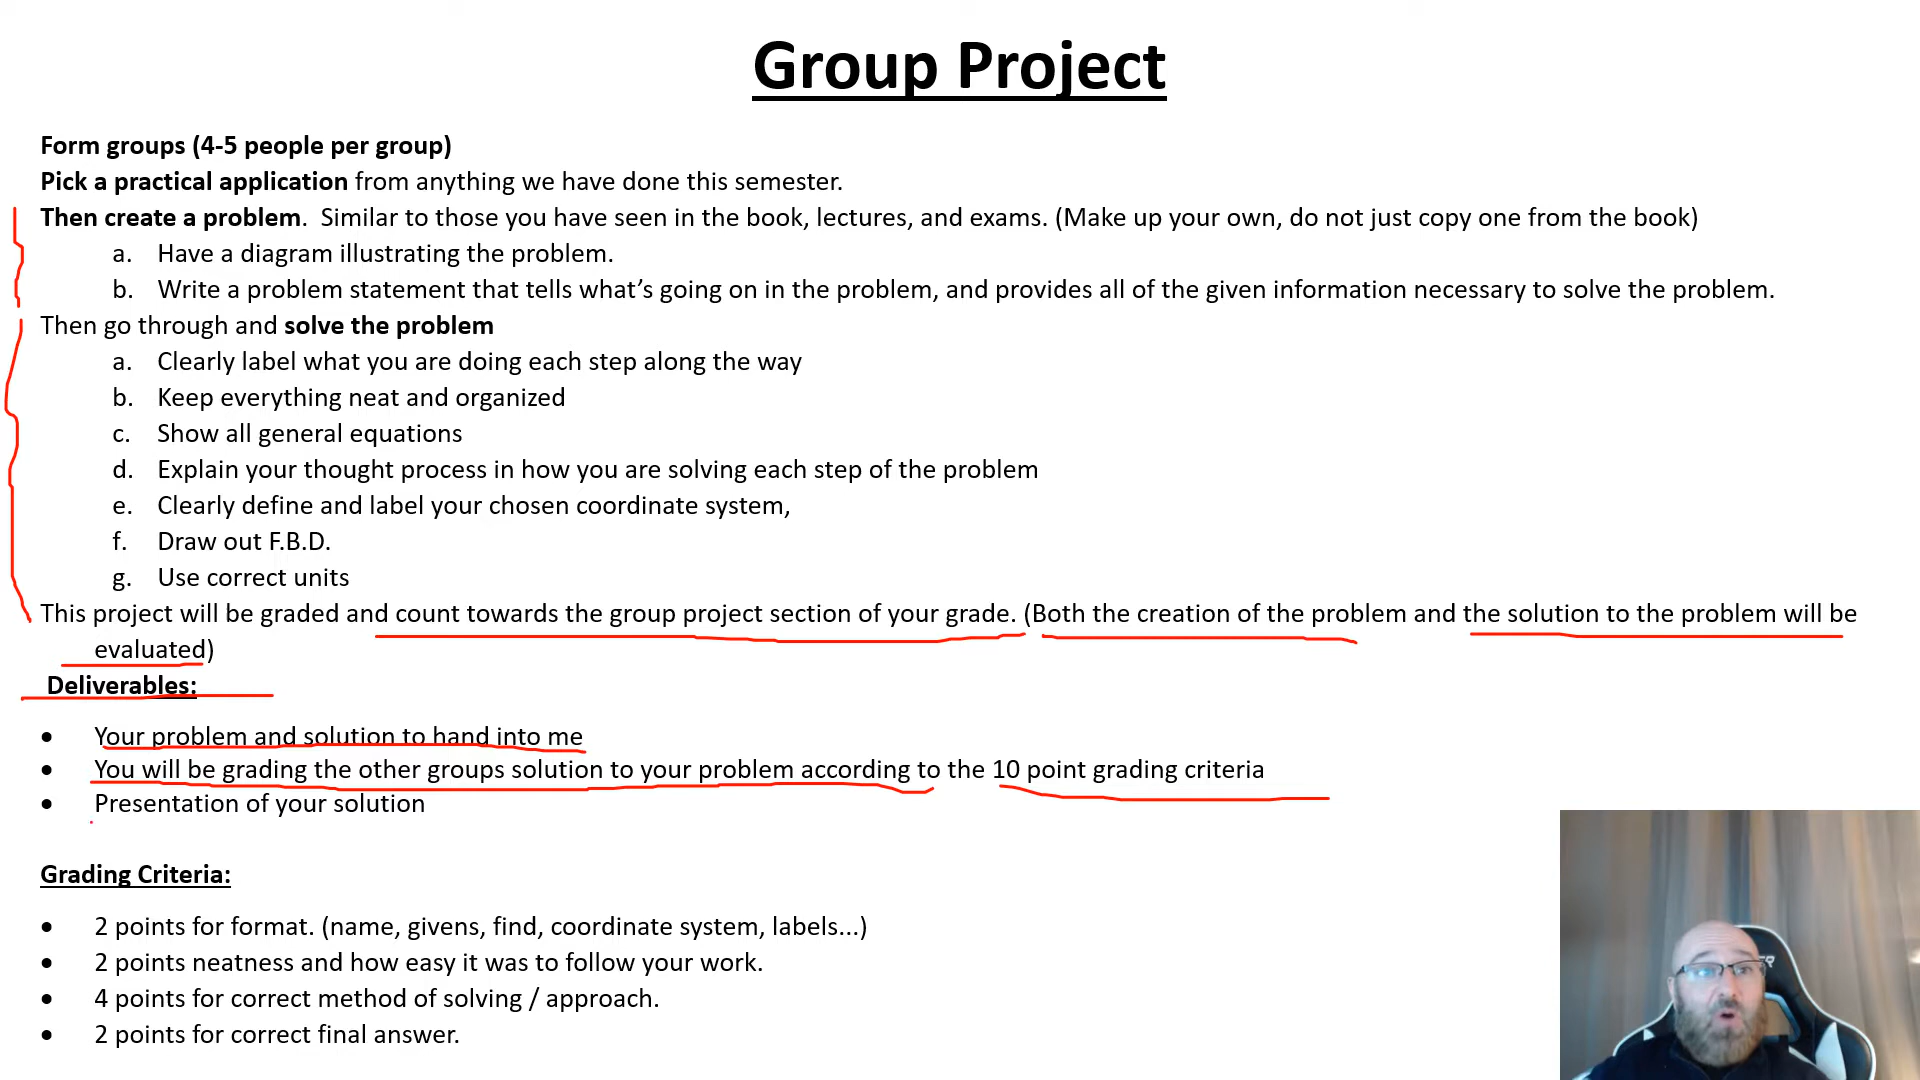 Group Project
Form groups (4-5 people per group)
Pick a practical application from anything we have done this semester.
Then create a problem.  Similar to those you have seen in the book, lectures, and exams. (Make up your own, do not just copy one from the book)
a. Have a diagram illustrating the problem.
b. Write a problem statement that tells what’s going on in the problem, and provides all of the given information necessary to solve the problem.
Then go through and solve the problem
a. Clearly label what you are doing each step along the way
b. Keep everything neat and organized
c. Show all general equations
d. Explain your thought process in how you are solving each step of the problem
e. Clearly define and label your chosen coordinate system,
f. Draw out F.B.D.
g. Use correct units
This project will be graded and count towards the group project section of your grade. (Both the creation of the problem and the solution to the problem will be
evaluated)
Deliverables:
• Your problem and solution to hand into me
• You will be grading the other groups solution to your problem according to the 10 point grading criteria
• Presentation of your solution
Grading Criteria:
• 2 points for format. (name, givens, find, coordinate system, labels...)
• 2 points neatness and how easy it was to follow your work.
• 4 points for correct method of solving / approach.
• 2 points for correct final answer.